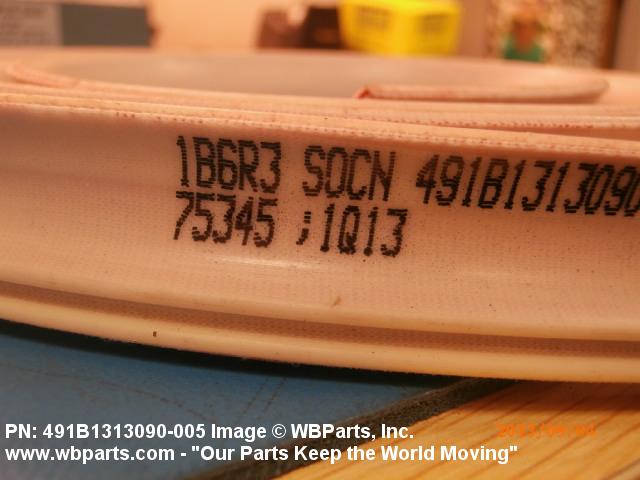 1B6R3 SOCN 491B1313090
75345 ;1Q13
PN: 491B1313090-005 Image © WBParts, Inc.
www.wbparts.com - "Our Parts Keep the World Moving"